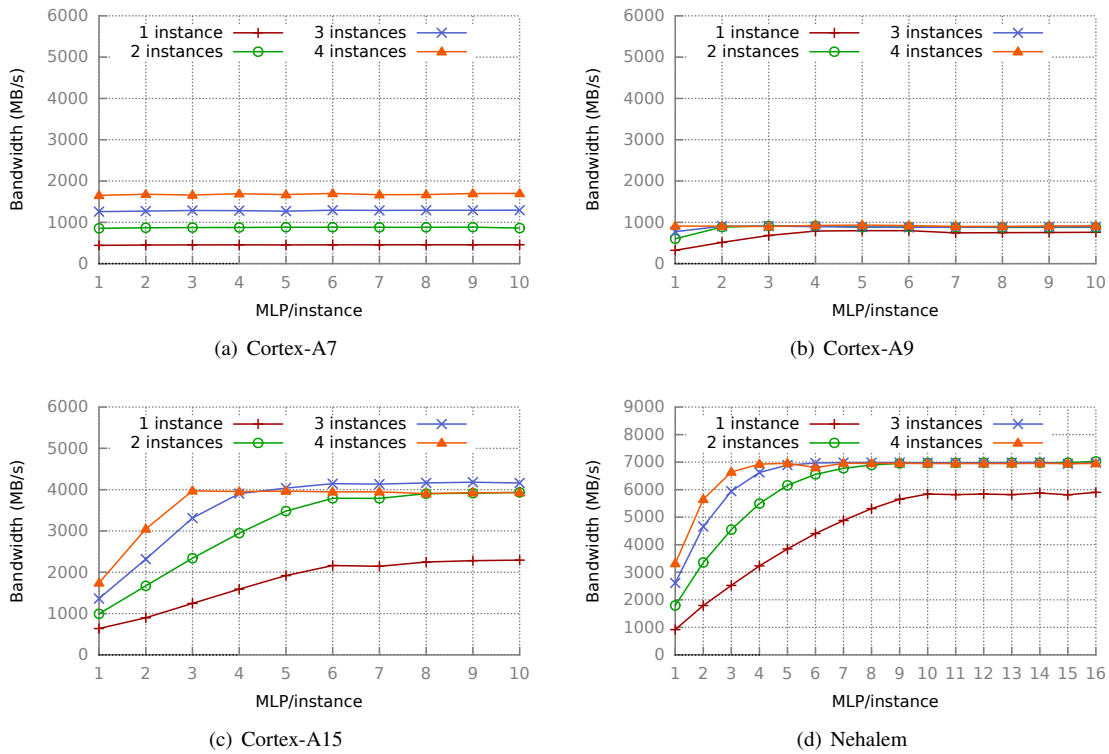 1 instance
2 instances
3 instances
4 instances
6000
5000
4000
3000
2000
1000
0
Bandwidth (MB/s)
1 2 3 4 5 6 7 8 9 10
MLP/instance
(a) Cortex-A7
1 instance
2 instances
3 instances
4 instances
6000
5000
4000
3000
2000
1000
0
Bandwidth (MB/s)
1 2 3 4 5 6 7 8 9 10
MLP/instance
(b) Cortex-A9
1 instance
2 instances
3 instances
4 instances
6000
5000
4000
3000
2000
1000
0
Bandwidth (MB/s)
1 2 3 4 5 6 7 8 9 10
MLP/instance
(c) Cortex-A15
1 instance
2 instances
3 instances
4 instances
9000
8000
7000
6000
5000
4000
3000
2000
1000
0
Bandwidth (MB/s)
1 2 3 4 5 6 7 8 9 10 11 12 13 14 15 16
MLP/instance
(d) Nehalem